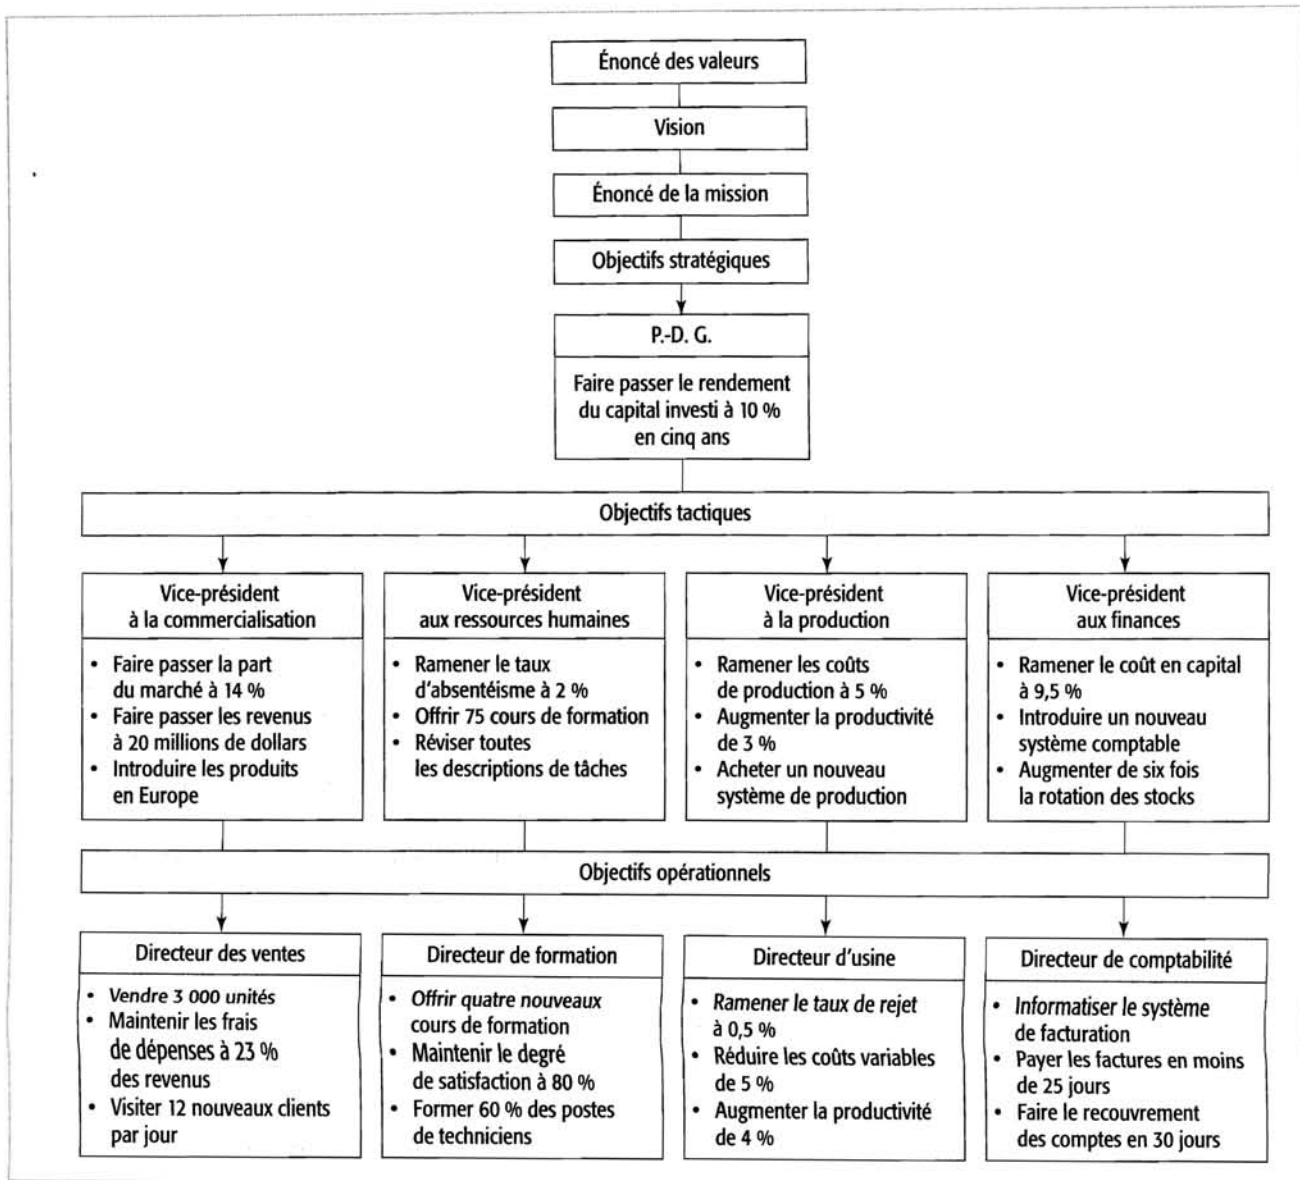 Énoncé des valeurs
Vision
Énoncé de la mission
Objectifs stratégiques
P.-D. G.
Faire passer le rendement
du capital investi à 10 %
en cinq ans
Objectifs tactiques
Vice-président
à la commercialisation
• Faire passer la part
du marché à 14 %
• Faire passer les revenus
à 20 millions de dollars
• Introduire les produits
en Europe
Vice-président
aux ressources humaines
• Ramener le taux
d'absentéisme à 2 %
• Offrir 75 cours de formation
• Réviser toutes
les descriptions de tâches
Vice-président
à la production
• Ramener les coûts
de production à 5 %
• Augmenter la productivité
de 3 %
• Acheter un nouveau
système de production
Vice-président
aux finances
• Ramener le coût en capital
à 9,5 %
• Introduire un nouveau
système comptable
• Augmenter de six fois
la rotation des stocks
Objectifs opérationnels
Directeur des ventes
• Vendre 3 000 unités
• Maintenir les frais
de dépenses à 23 %
des revenus
• Visiter 12 nouveaux clients
par jour
Directeur de formation
• Offrir quatre nouveaux
cours de formation
• Maintenir le degré
de satisfaction à 80 %
• Former 60 % des postes
de techniciens
Directeur d'usine
• Ramener le taux de rejet
à 0,5 %
• Réduire les coûts variables
de 5 %
• Augmenter la productivité
de 4 %
Directeur de comptabilité
• Informatiser le système
de facturation
• Payer les factures en moins
de 25 jours
• Faire le recouvrement
des comptes en 30 jours